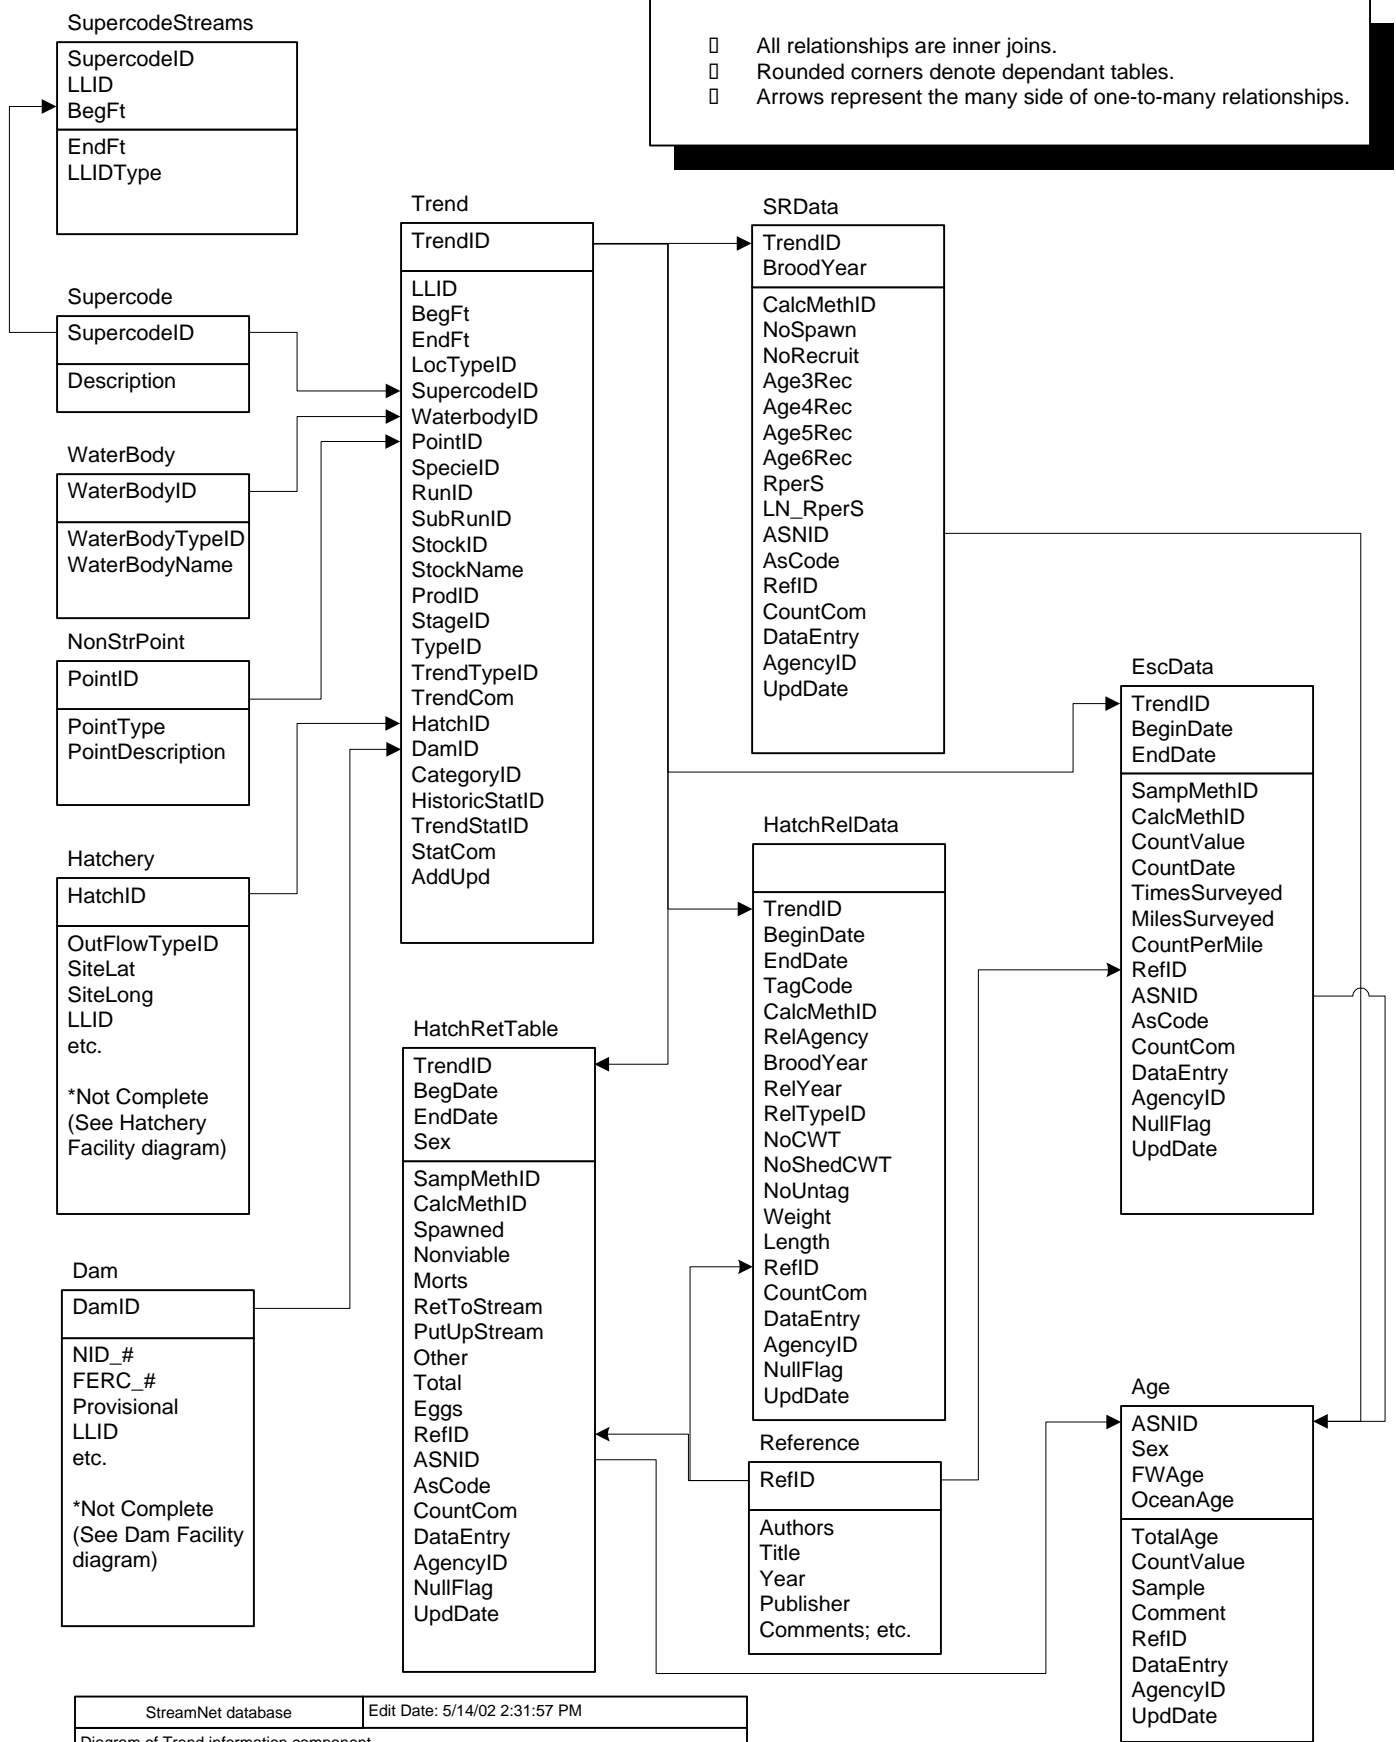 SupercodeStreams
SupercodeID
LLID
BegFt
EndFt
LLIDType
All relationships are inner joins.
Rounded corners denote dependant tables.
Arrows represent the many side of one-to-many relationships.
Supercode
SupercodeID
Description
WaterBody
WaterBodyID
WaterBodyTypeID
WaterBodyName
NonStrPoint
PointID
PointType
PointDescription
Hatchery
HatchID
OutFlowTypeID
SiteLat
SiteLong
LLID
etc.
*Not Complete
(See Hatchery
Facility diagram)
Dam
DamID
NID_#
FERC_#
Provisional
LLID
etc.
*Not Complete
(See Dam Facility
diagram)
Trend
TrendID
LLID
BegFt
EndFt
LocTypeID
SupercodeID
WaterbodyID
PointID
SpecieID
RunID
SubRunID
StockID
StockName
ProdID
StageID
TypeID
TrendTypeID
TrendCom
HatchID
DamID
CategoryID
HistoricStatID
TrendStatID
StatCom
AddUpd
HatchRetTable
TrendID
BegDate
EndDate
Sex
SampMethID
CalcMethID
Spawned
Nonviable
Morts
RetToStream
PutUpStream
Other
Total
Eggs
RefID
ASNID
AsCode
CountCom
DataEntry
AgencyID
NullFlag
UpdDate
SRData
TrendID
BroodYear
CalcMethID
NoSpawn
NoRecruit
Age3Rec
Age4Rec
Age5Rec
Age6Rec
RperS
LN_RperS
ASNID
AsCode
RefID
CountCom
DataEntry
AgencyID
UpdDate
HatchRelData
TrendID
BeginDate
EndDate
TagCode
CalcMethID
RelAgency
BroodYear
RelYear
RelTypeID
NoCWT
NoShedCWT
NoUntag
Weight
Length
RefID
CountCom
DataEntry
AgencyID
NullFlag
UpdDate
Reference
RefID
Authors
Title
Year
Publisher
Comments; etc.
EscData
TrendID
BeginDate
EndDate
SampMethID
CalcMethID
CountValue
CountDate
TimesSurveyed
MilesSurveyed
CountPerMile
RefID
ASNID
AsCode
CountCom
DataEntry
AgencyID
NullFlag
UpdDate
Age
ASNID
Sex
FWAge
OceanAge
TotalAge
CountValue
Sample
Comment
RefID
DataEntry
AgencyID
UpdDate
StreamNet database
Edit Date: 5/14/02 2:31:57 PM
Diagram of Trend information component